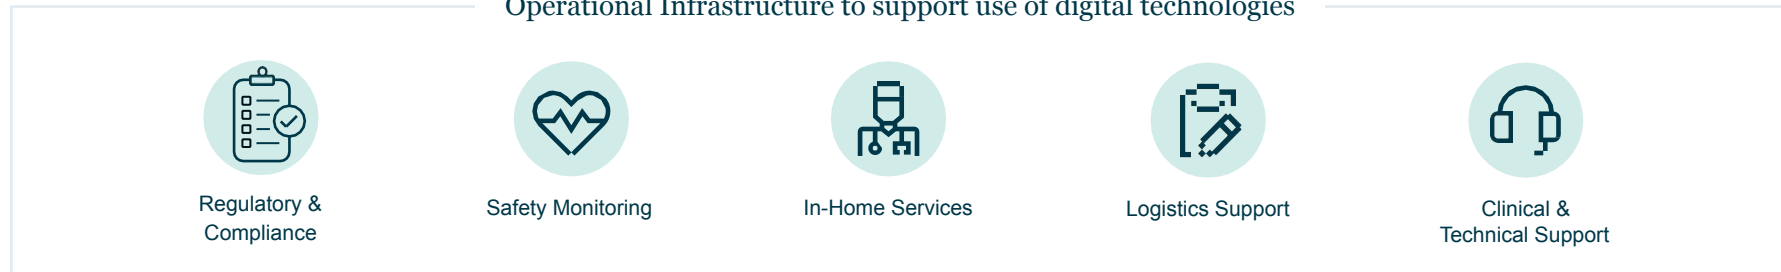 Operational Infrastructure to support use of digital technologies
Regulatory &
Compliance
Safety Monitoring
In-Home Services
Logistics Support
Clinical &
Technical Support